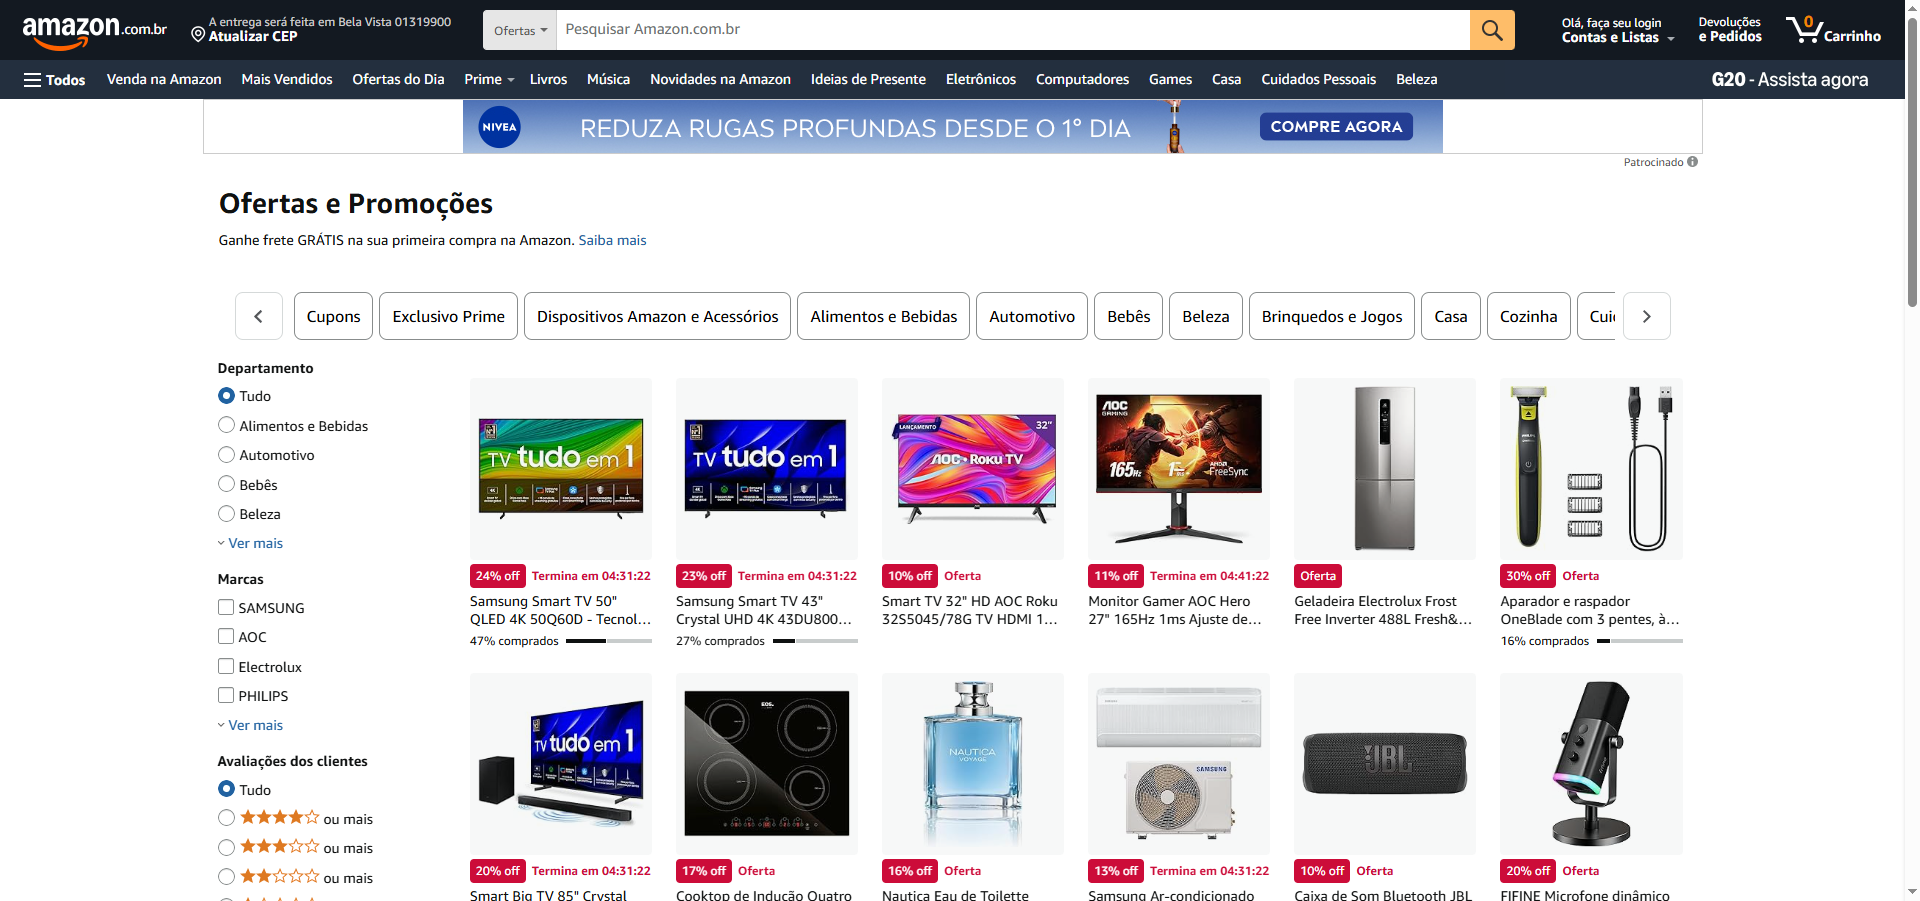 amazon.com.br
A entrega será feita em Bela Vista 01319900
Atualizar CEP
Ofertas
Pesquisar Amazon.com.br
Olá, faça seu login
Contas e Listas
Devoluções
e Pedidos
0
Carrinho
Todos
Venda na Amazon
Mais Vendidos
Ofertas do Dia
Prime
Livros
Música
Novidades na Amazon
Ideias de Presente
Eletrônicos
Computadores
Games
Casa
Cuidados Pessoais
Beleza
G20 - Assista agora
NIVEA
REDUZA RUGAS PROFUNDAS DESDE O 1° DIA
COMPRE AGORA
Patrocinado
Ofertas e Promoções
Ganhe frete GRÁTIS na sua primeira compra na Amazon. Saiba mais
Cupons
Exclusivo Prime
Dispositivos Amazon e Acessórios
Alimentos e Bebidas
Automotivo
Bebês
Beleza
Brinquedos e Jogos
Casa
Cozinha
Cui
Departamento
Tudo
Alimentos e Bebidas
Automotivo
Bebês
Beleza
Ver mais
Marcas
SAMSUNG
AOC
Electrolux
PHILIPS
Ver mais
Avaliações dos clientes
Tudo
ou mais
ou mais
ou mais
TV tudo em 1
24% off Termina em 04:31:22
Samsung Smart TV 50"
QLED 4K 50Q60D - Tecnol...
47% comprados
TV tudo em 1
23% off Termina em 04:31:22
Samsung Smart TV 43"
Crystal UHD 4K 43DU800...
27% comprados
LANÇAMENTO
32"
AOC Roku TV
10% off Oferta
Smart TV 32" HD AOC Roku
32S5045/78G TV HDMI 1...
AOC
GAMING
165Hz
AMD
FreeSync
11% off Termina em 04:41:22
Monitor Gamer AOC Hero
27" 165Hz 1ms Ajuste de...
Oferta
Geladeira Electrolux Frost
Free Inverter 488L Fresh&...
30% off Oferta
Aparador e raspador
OneBlade com 3 pentes, à...
16% comprados
TV tudo em 1
20% off Termina em 04:31:22
Smart Big TV 85" Crystal
EOS
17% off Oferta
Cooktop de Indução Quatro
NAUTICA
VOYAGE
16% off Oferta
Nautica Eau de Toilette
SAMSUNG
13% off Termina em 04:31:22
Samsung Ar-condicionado
JBL
10% off Oferta
Caixa de Som Bluetooth JBL
20% off Oferta
FIFINE Microfone dinâmico